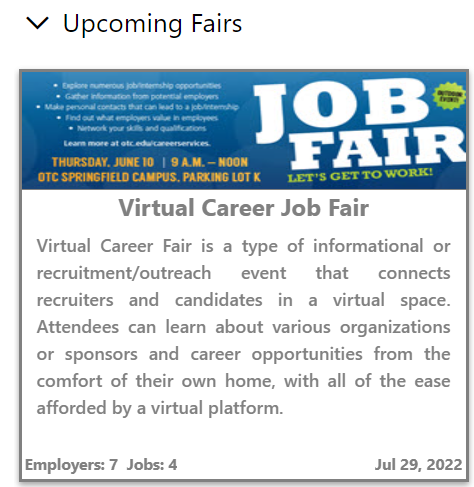 Upcoming Fairs
• Explore numerous job/internship opportunities
• Gather information from potential employers
• Make personal contacts that can lead to a job/internship
• Find out what employers value in employees
• Network your skills and qualifications
Learn more at otc.edu/careerservices.
THURSDAY, JUNE 10 | 9 A.M. – NOON
OTC SPRINGFIELD CAMPUS, PARKING LOT K
JOB
FAIR
LET'S GET TO WORK!
OUTDOOR
EVENT!
Virtual Career Job Fair
Virtual Career Fair is a type of informational or
recruitment/outreach event that connects
recruiters and candidates in a virtual space.
Attendees can learn about various organizations
or sponsors and career opportunities from the
comfort of their own home, with all of the ease
afforded by a virtual platform.
Employers: 7 Jobs: 4
Jul 29, 2022